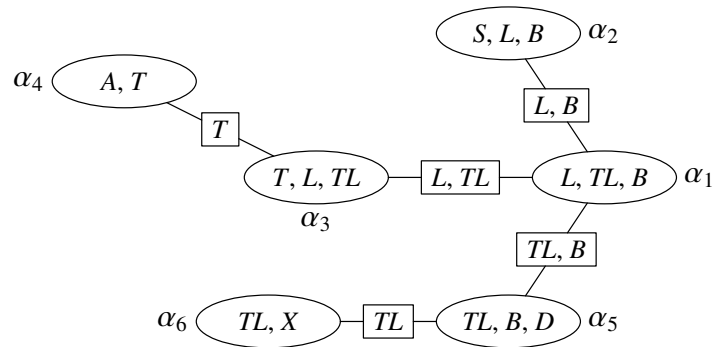 S, L, B α₂
α₄ A, T
L, B
T
T, L, TL L, TL L, TL, B α₁
α₃
TL, B
α₆ TL, X TL TL, B, D α₅